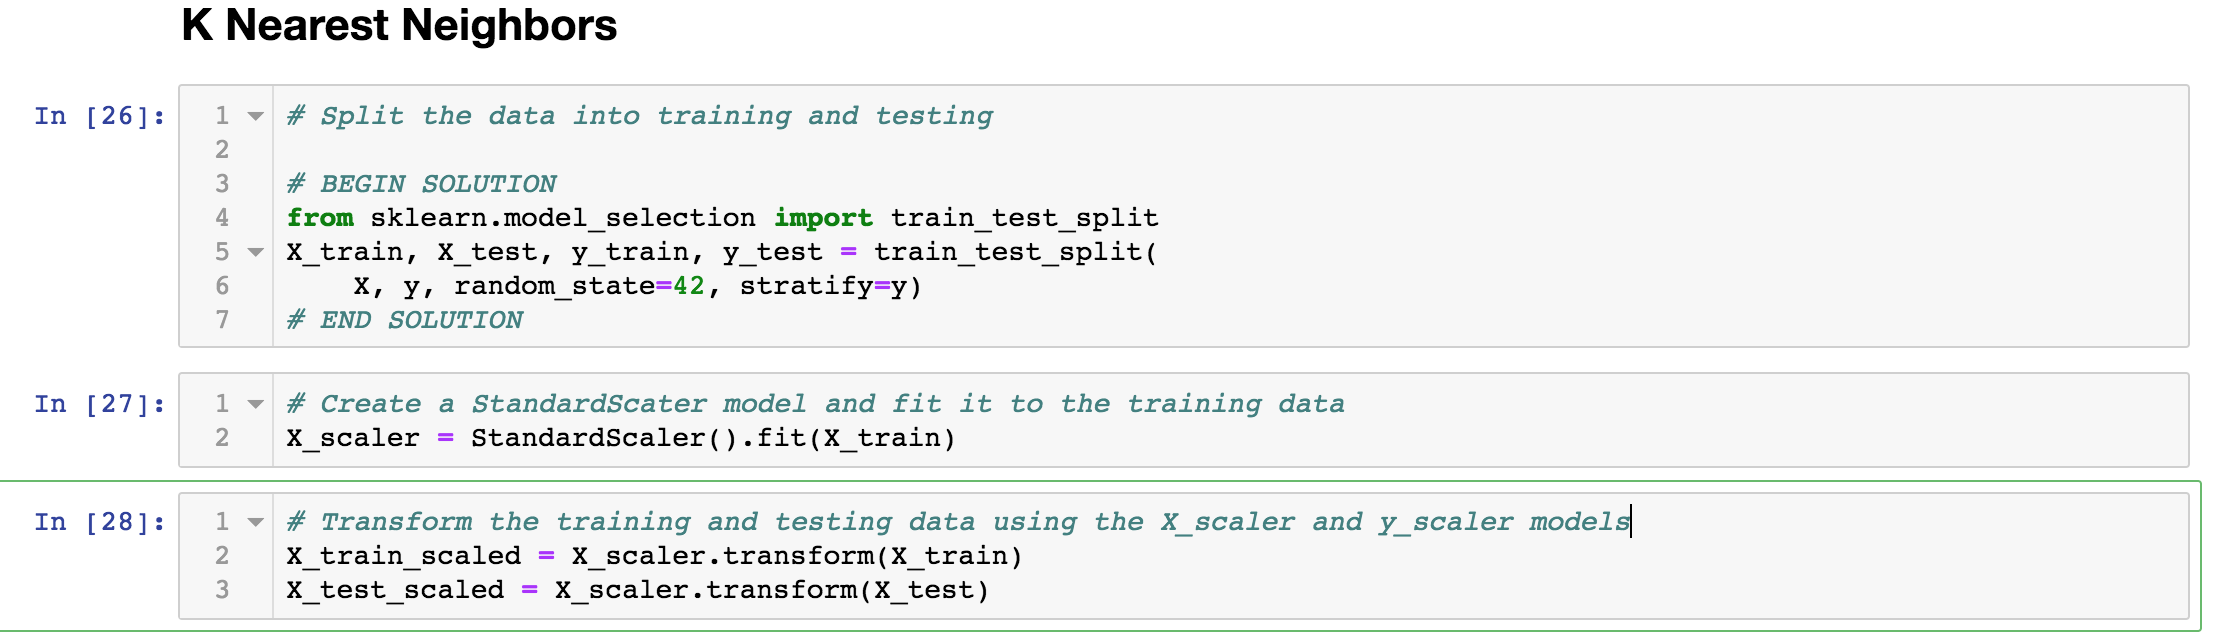 K Nearest Neighbors
In [26]:
1 # Split the data into training and testing
2
3 # BEGIN SOLUTION
4 from sklearn.model_selection import train_test_split
5 X_train, X_test, y_train, y_test = train_test_split(
6     X, y, random_state=42, stratify=y)
7 # END SOLUTION
In [27]:
1 # Create a StandardScater model and fit it to the training data
2 X_scaler = StandardScaler().fit(X_train)
In [28]:
1 # Transform the training and testing data using the X_scaler and y_scaler models
2 X_train_scaled = X_scaler.transform(X_train)
3 X_test_scaled = X_scaler.transform(X_test)